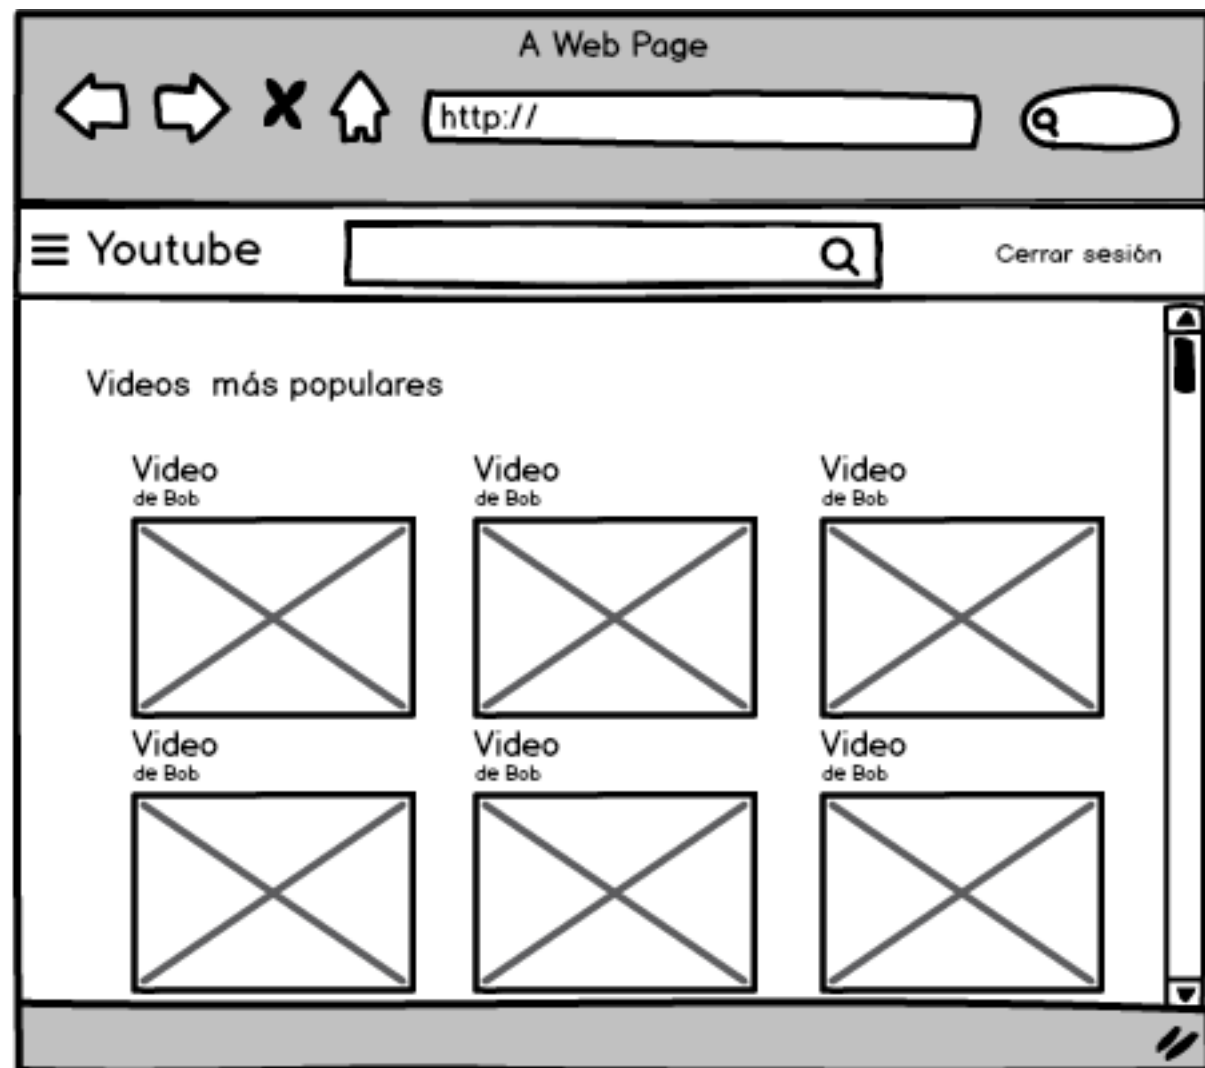 A Web Page
http://
Youtube
Cerrar sesión
Videos más populares
Video Video Video
de Bob de Bob de Bob
Video Video Video
de Bob de Bob de Bob